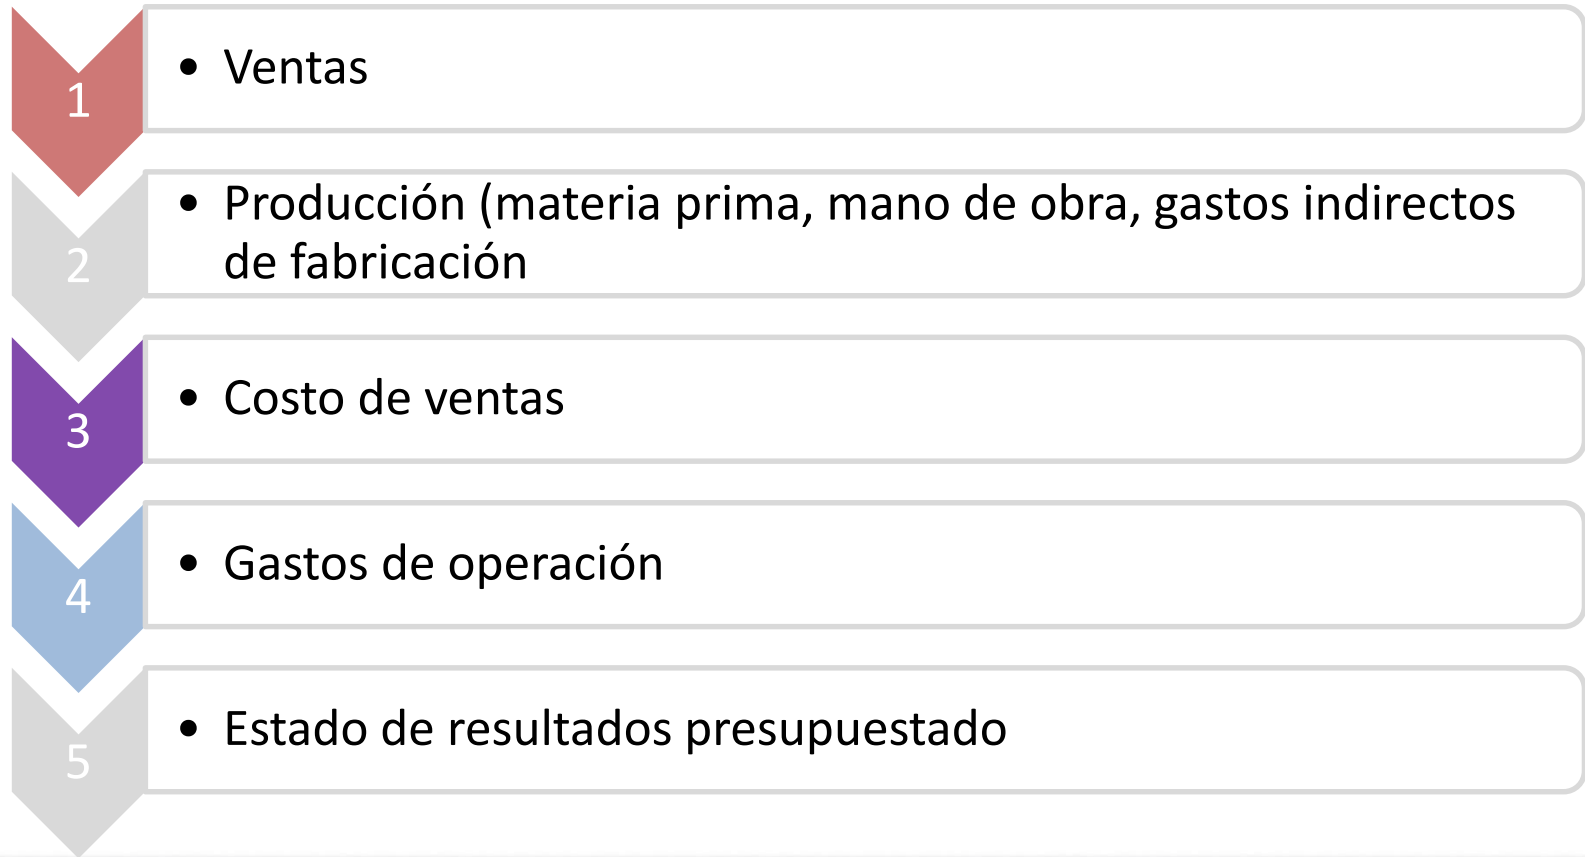 1
• Ventas
2
• Producción (materia prima, mano de obra, gastos indirectos
de fabricación
3
• Costo de ventas
4
• Gastos de operación
5
• Estado de resultados presupuestado